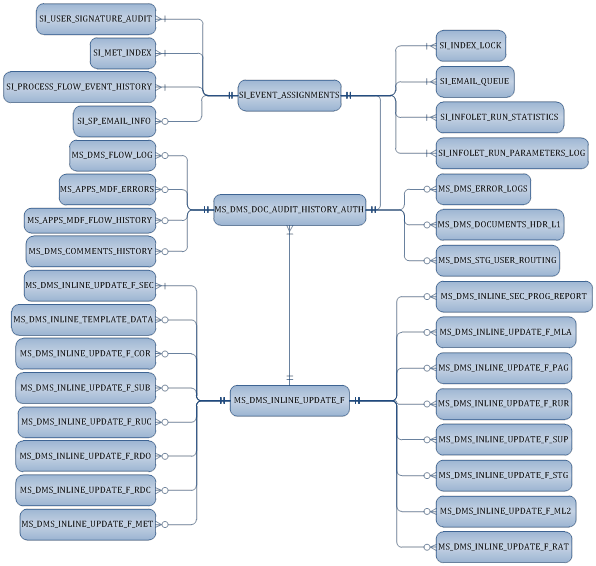 SI_USER_SIGNATURE_AUDIT
SI_MET_INDEX
SI_PROCESS_FLOW_EVENT_HISTORY
SI_SP_EMAIL_INFO
MS_DMS_FLOW_LOG
MS_APPS_MDF_ERRORS
MS_APPS_MDF_FLOW_HISTORY
MS_DMS_COMMENTS_HISTORY
MS_DMS_INLINE_UPDATE_F_SEC
MS_DMS_INLINE_TEMPLATE_DATA
MS_DMS_INLINE_UPDATE_F_COR
MS_DMS_INLINE_UPDATE_F_SUB
MS_DMS_INLINE_UPDATE_F_RUC
MS_DMS_INLINE_UPDATE_F_RDO
MS_DMS_INLINE_UPDATE_F_RDC
MS_DMS_INLINE_UPDATE_F_MET
SI_EVENT_ASSIGNMENTS
MS_DMS_DOC_AUDIT_HISTORY_AUTH
MS_DMS_INLINE_UPDATE_F
SI_INDEX_LOCK
SI_EMAIL_QUEUE
SI_INFOLET_RUN_STATISTICS
SI_INFOLET_RUN_PARAMETERS_LOG
MS_DMS_ERROR_LOGS
MS_DMS_DOCUMENTS_HDR_L1
MS_DMS_STG_USER_ROUTING
MS_DMS_INLINE_SEC_PROG_REPORT
MS_DMS_INLINE_UPDATE_F_MLA
MS_DMS_INLINE_UPDATE_F_PAG
MS_DMS_INLINE_UPDATE_F_RUR
MS_DMS_INLINE_UPDATE_F_SUP
MS_DMS_INLINE_UPDATE_F_STG
MS_DMS_INLINE_UPDATE_F_ML2
MS_DMS_INLINE_UPDATE_F_RAT